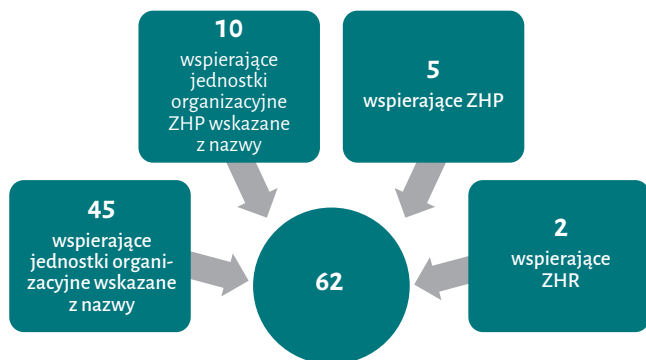 10
wspierające
jednostki
organizacyjne
ZHP wskazane
z nazwy
5
wspierające ZHP
45
wspierające
jednostki organi-
zacyjne wskazane
z nazwy
62
2
wspierające
ZHR